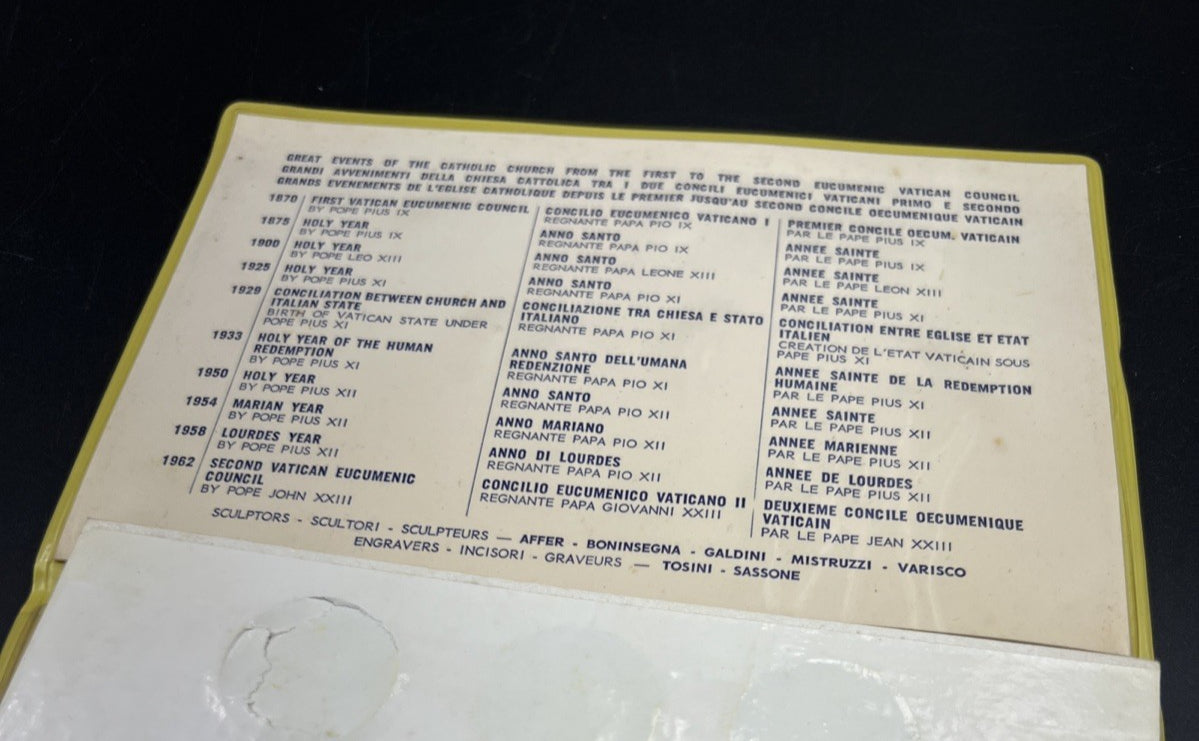 GREAT EVENTS OF THE CATHOLIC CHURCH FROM THE FIRST TO THE SECOND EUCUMENIC VATICAN COUNCIL
GRANDI AVVENIMENTI DELLA CHIESA CATTOLICA TRA I DUE CONCILI EUCUMENICI VATICANI PRIMO E SECONDO
GRANDS EVENEMENTS DE L'EGLISE CATHOLIQUE DEPUIS LE PREMIER JUSQU'AU SECOND CONCILE OECUMENIQUE VATICAIN
1870 FIRST VATICAN EUCUMENIC COUNCIL
BY POPE PIUS IX
1875 HOLY YEAR
BY POPE PIUS IX
1900 HOLY YEAR
BY POPE LEO XIII
1925 HOLY YEAR
BY POPE PIUS XI
1929 CONCILIATION BETWEEN CHURCH AND
ITALIAN STATE
BIRTH OF VATICAN STATE UNDER
POPE PIUS XI
1933 HOLY YEAR OF THE HUMAN
REDEMPTION
BY POPE PIUS XI
1950 HOLY YEAR
BY POPE PIUS XII
1954 MARIAN YEAR
BY POPE PIUS XII
1958 LOURDES YEAR
BY POPE PIUS XII
1962 SECOND VATICAN EUCUMENIC
COUNCIL
BY POPE JOHN XXIII
CONCILIO EUCUMENICO VATICANO I
REGNANTE PAPA PIO IX
ANNO SANTO
REGNANTE PAPA PIO IX
ANNO SANTO
REGNANTE PAPA LEONE XIII
ANNO SANTO
REGNANTE PAPA PIO XI
CONCILIAZIONE TRA CHIESA E STATO
ITALIANO
REGNANTE PAPA PIO XI
ANNO SANTO DELL'UMANA
REDENZIONE
REGNANTE PAPA PIO XI
ANNO SANTO
REGNANTE PAPA PIO XII
ANNO MARIANO
REGNANTE PAPA PIO XII
ANNO DI LOURDES
REGNANTE PAPA PIO XII
CONCILIO EUCUMENICO VATICANO II
REGNANTE PAPA GIOVANNI XXIII
PREMIER CONCILE OECUM. VATICAIN
PAR LE PAPE PIUS IX
ANNEE SAINTE
PAR LE PAPE PIUS IX
ANNEE SAINTE
PAR LE PAPE LEON XIII
ANNEE SAINTE
PAR LE PAPE PIUS XI
CONCILIATION ENTRE EGLISE ET ETAT
ITALIEN
CREATION DE L'ETAT VATICAIN SOUS
PAPE PIUS XI
ANNEE SAINTE DE LA REDEMPTION
HUMAINE
PAR LE PAPE PIUS XI
ANNEE SAINTE
PAR LE PAPE PIUS XII
ANNEE MARIENNE
PAR LE PAPE PIUS XII
ANNEE DE LOURDES
PAR LE PAPE PIUS XII
DEUXIEME CONCILE OECUMENIQUE
VATICAIN
PAR LE PAPE JEAN XXIII
SCULPTORS - SCULTORI - SCULPTEURS — AFFER - BONINSEGNA - GALDINI - MISTRUZZI - VARISCO
ENGRAVERS - INCISORI - GRAVEURS — TOSINI - SASSONE